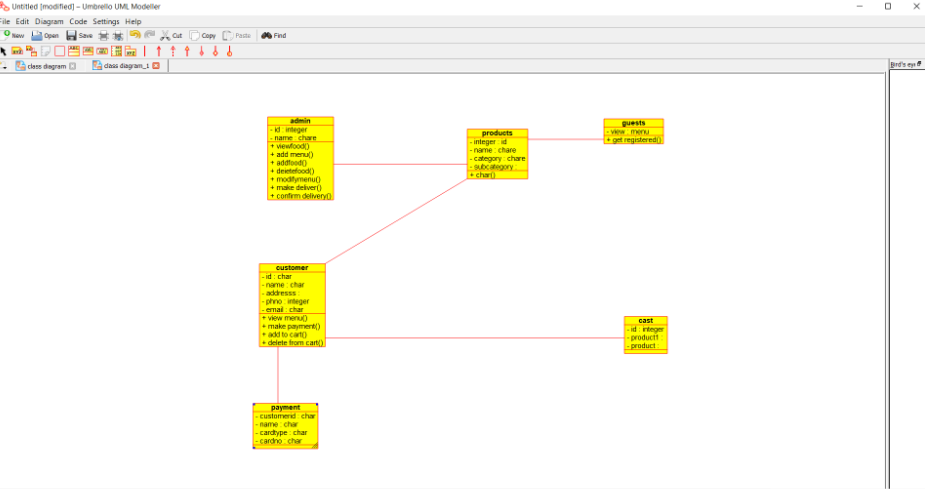 Untitled [modified] – Umbrello UML Modeller
File Edit Diagram Code Settings Help
New Open Save Cut Copy Paste Find
class diagram class diagram_1
Bird's eye
admin
- id : integer
- name : chare
+ viewfood()
+ add menu()
+ addfood()
+ deietefood()
+ modifymenu()
+ make deliver()
+ confirm delivery()
products
- integer : id
- name : chare
- category : chare
- subcategory :
+ char()
guests
- view : menu
+ get registered()
customer
- id : char
- name : char
- addresss :
- phno : integer
- email : char
+ view menu()
+ make payment()
+ add to cart()
+ delete from cart()
cast
- id : integer
- product1 :
- product :
payment
- customerid : char
- name : char
- cardtype : char
- cardno : char